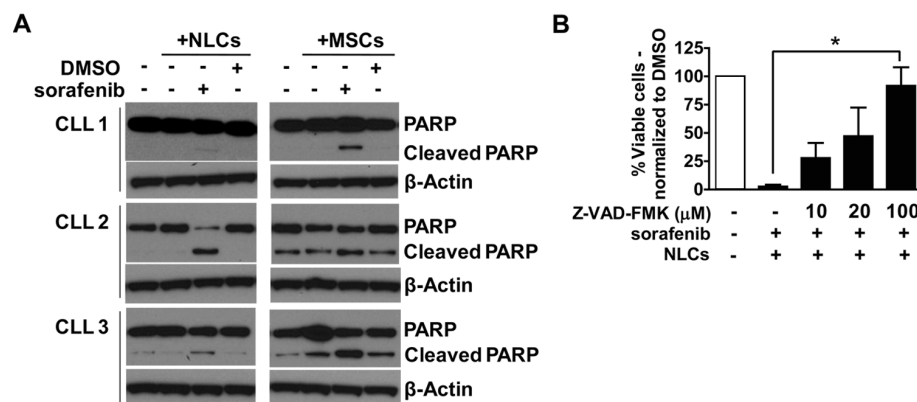 A
+NLCs +MSCs
DMSO - - - + - - - +
sorafenib - - + - - - + -
CLL 1
PARP
Cleaved PARP
β-Actin
CLL 2
PARP
Cleaved PARP
β-Actin
CLL 3
PARP
Cleaved PARP
β-Actin
B
% Viable cells -
normalized to DMSO
125
100
75
50
25
0
*
Z-VAD-FMK (μM) - - 10 20 100
sorafenib - + + + +
NLCs - + + + +